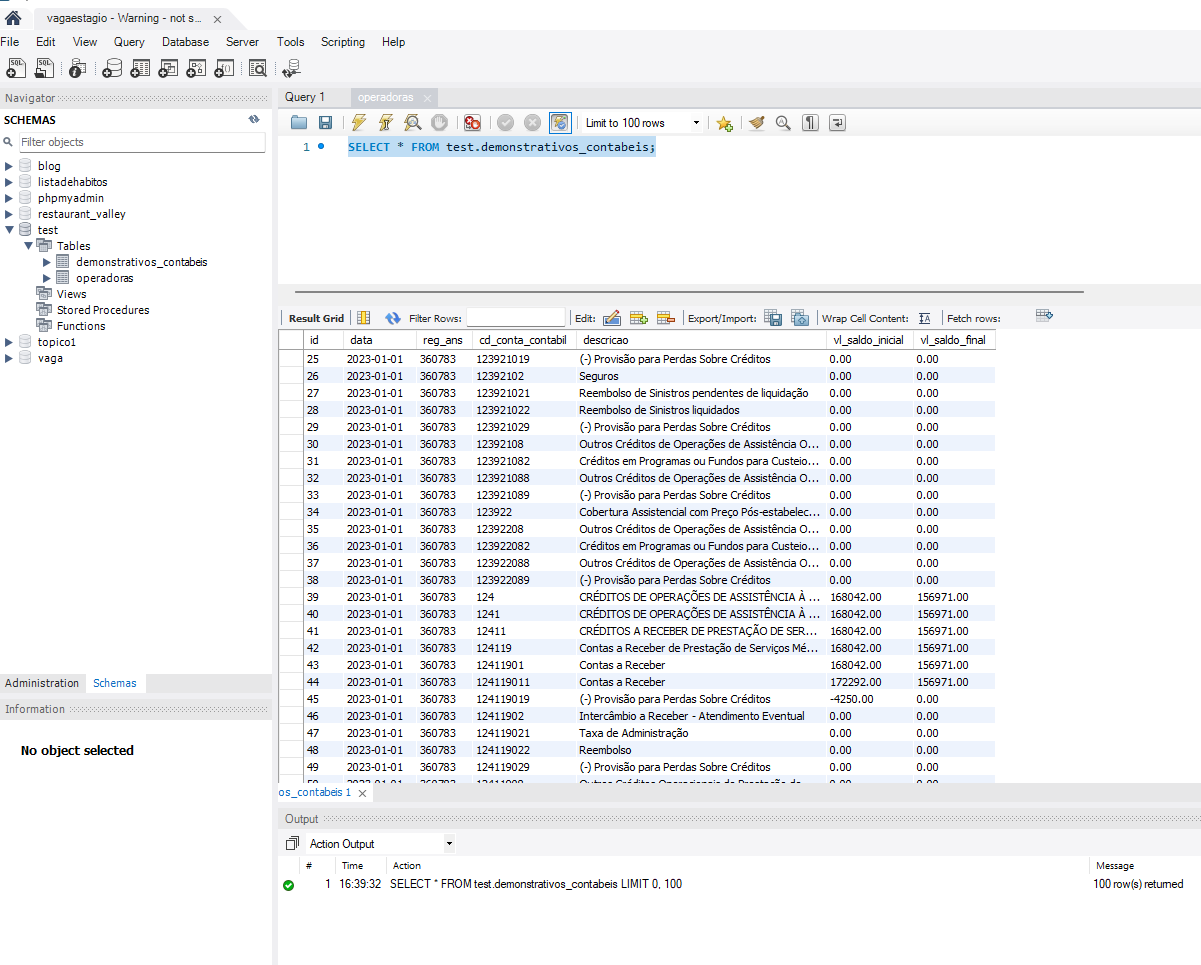 vagaestagio - Warning - not s...
File Edit View Query Database Server Tools Scripting Help
Navigator
SCHEMAS
Filter objects
blog
listadehabitos
phpmyadmin
restaurant_valley
test
Tables
demonstrativos_contabeis
operadoras
Views
Stored Procedures
Functions
topico1
vaga
Administration Schemas
Information
No object selected
Query 1 operadoras
Limit to 100 rows
1 SELECT * FROM test.demonstrativos_contabeis;
Result Grid Filter Rows: Edit: Export/Import: Wrap Cell Content: Fetch rows:
id data reg_ans cd_conta_contabil descricao vl_saldo_inicial vl_saldo_final
25 2023-01-01 360783 123921019 (-) Provisão para Perdas Sobre Créditos 0.00 0.00
26 2023-01-01 360783 12392102 Seguros 0.00 0.00
27 2023-01-01 360783 123921021 Reembolso de Sinistros pendentes de liquidação 0.00 0.00
28 2023-01-01 360783 123921022 Reembolso de Sinistros liquidados 0.00 0.00
29 2023-01-01 360783 123921029 (-) Provisão para Perdas Sobre Créditos 0.00 0.00
30 2023-01-01 360783 12392108 Outros Créditos de Operações de Assistência O... 0.00 0.00
31 2023-01-01 360783 123921082 Créditos em Programas ou Fundos para Custeio... 0.00 0.00
32 2023-01-01 360783 123921088 Outros Créditos de Operações de Assistência O... 0.00 0.00
33 2023-01-01 360783 123921089 (-) Provisão para Perdas Sobre Créditos 0.00 0.00
34 2023-01-01 360783 123922 Cobertura Assistencial com Preço Pós-estabelec... 0.00 0.00
35 2023-01-01 360783 12392208 Outros Créditos de Operações de Assistência O... 0.00 0.00
36 2023-01-01 360783 123922082 Créditos em Programas ou Fundos para Custeio... 0.00 0.00
37 2023-01-01 360783 123922088 Outros Créditos de Operações de Assistência O... 0.00 0.00
38 2023-01-01 360783 123922089 (-) Provisão para Perdas Sobre Créditos 0.00 0.00
39 2023-01-01 360783 124 CRÉDITOS DE OPERAÇÕES DE ASSISTÊNCIA À ... 168042.00 156971.00
40 2023-01-01 360783 1241 CRÉDITOS DE OPERAÇÕES DE ASSISTÊNCIA À ... 168042.00 156971.00
41 2023-01-01 360783 12411 CRÉDITOS A RECEBER DE PRESTAÇÃO DE SER... 168042.00 156971.00
42 2023-01-01 360783 124119 Contas a Receber de Prestação de Serviços Mé... 168042.00 156971.00
43 2023-01-01 360783 12411901 Contas a Receber 168042.00 156971.00
44 2023-01-01 360783 124119011 Contas a Receber 172292.00 156971.00
45 2023-01-01 360783 124119019 (-) Provisão para Perdas Sobre Créditos -4250.00 0.00
46 2023-01-01 360783 12411902 Intercâmbio a Receber - Atendimento Eventual 0.00 0.00
47 2023-01-01 360783 124119021 Taxa de Administração 0.00 0.00
48 2023-01-01 360783 124119022 Reembolso 0.00 0.00
49 2023-01-01 360783 124119029 (-) Provisão para Perdas Sobre Créditos 0.00 0.00
os_contabeis 1
Output
Action Output
# Time Action Message
1 16:39:32 SELECT * FROM test.demonstrativos_contabeis LIMIT 0, 100 100 row(s) returned